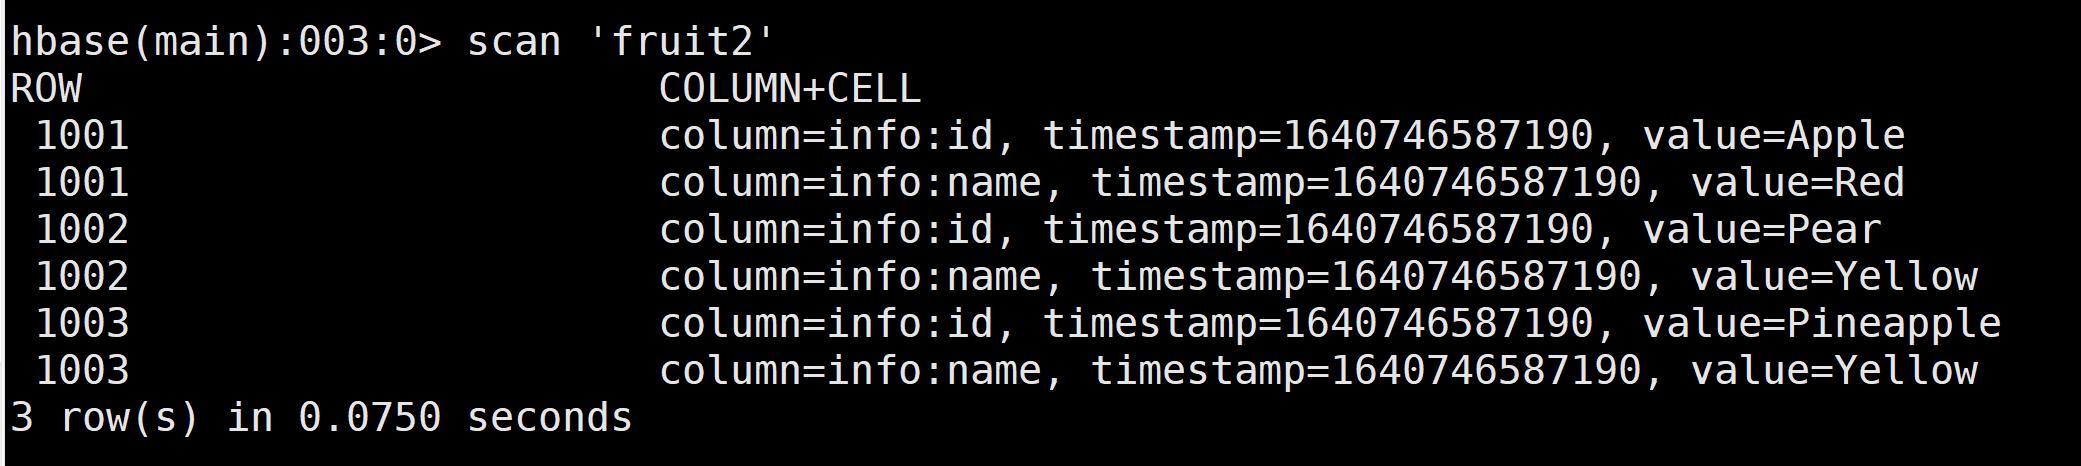 hbase(main):003:0> scan 'fruit2'
ROW COLUMN+CELL
1001 column=info:id, timestamp=1640746587190, value=Apple
1001 column=info:name, timestamp=1640746587190, value=Red
1002 column=info:id, timestamp=1640746587190, value=Pear
1002 column=info:name, timestamp=1640746587190, value=Yellow
1003 column=info:id, timestamp=1640746587190, value=Pineapple
1003 column=info:name, timestamp=1640746587190, value=Yellow
3 row(s) in 0.0750 seconds